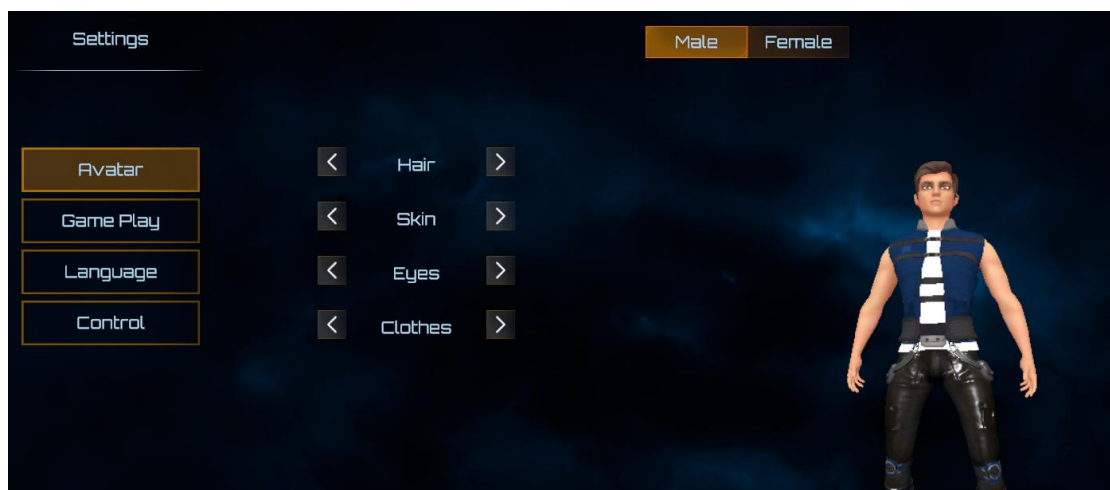 Settings
Male
Female
Avatar
Game Play
Language
Control
Hair
Skin
Eyes
Clothes